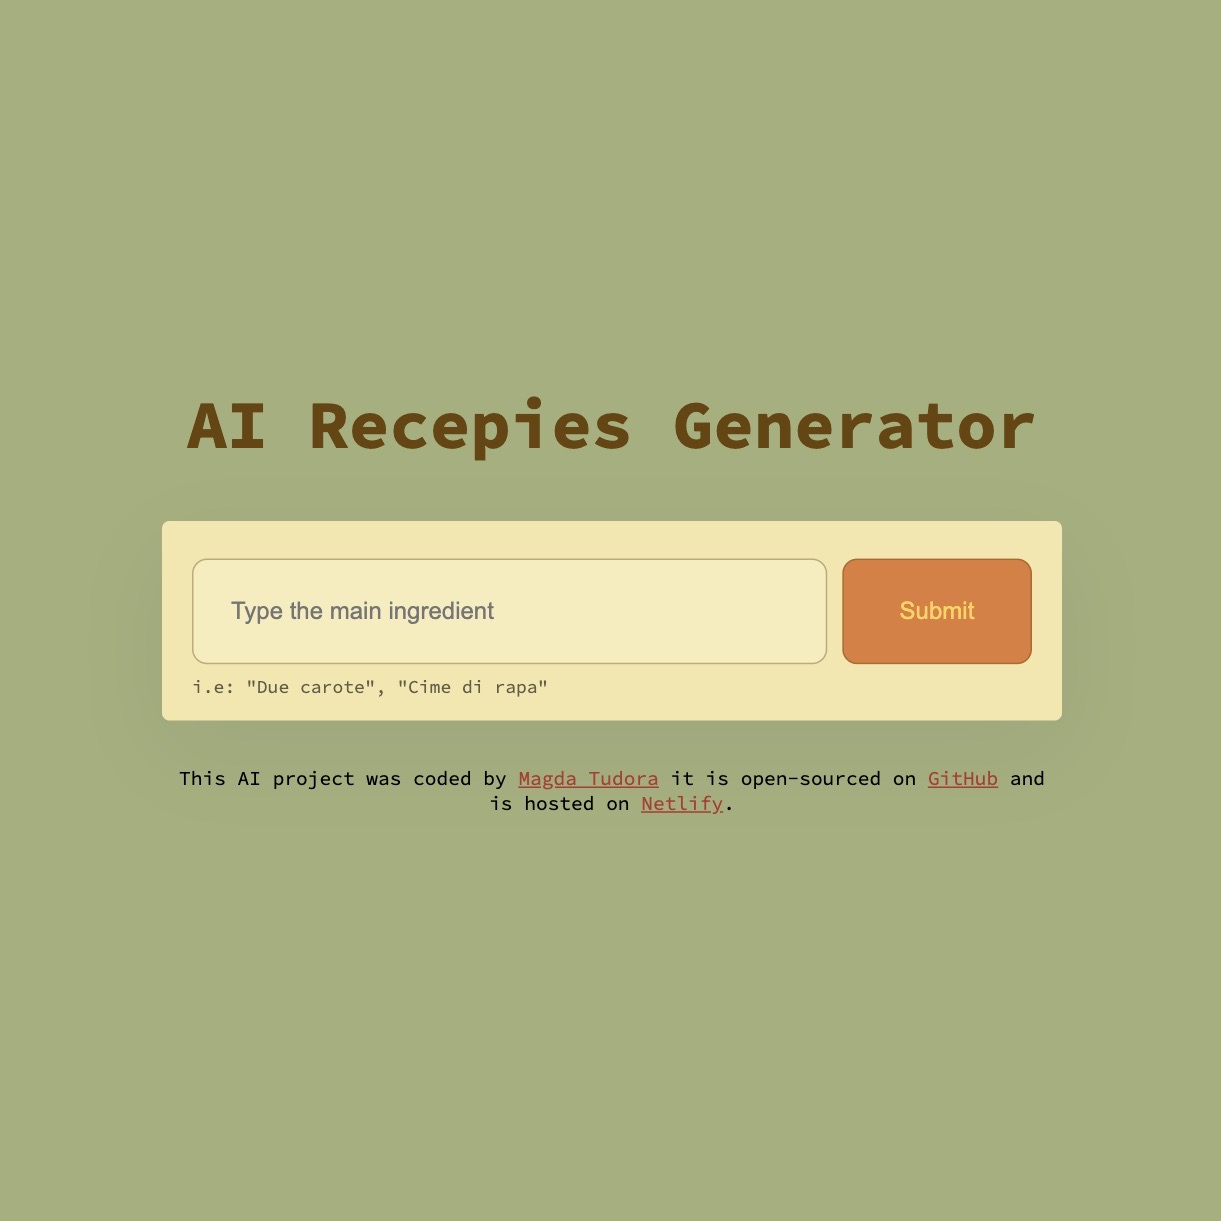 AI Recepies Generator
Type the main ingredient
Submit
i.e: "Due carote", "Cime di rapa"
This AI project was coded by Magda Tudora it is open-sourced on GitHub and
is hosted on Netlify.